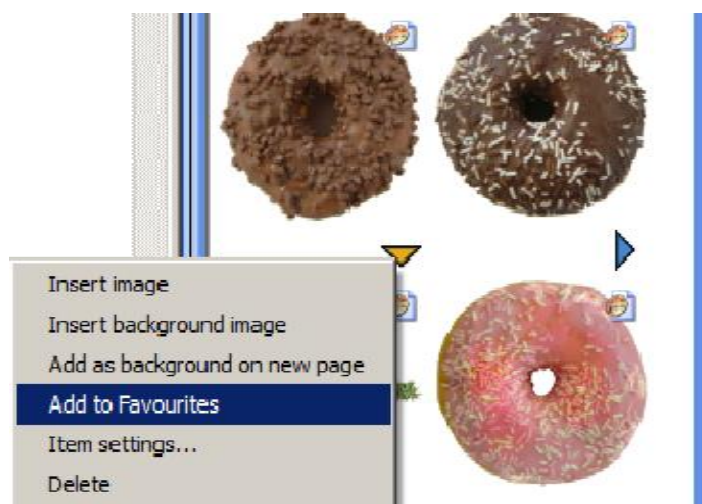 Insert image
Insert background image
Add as background on new page
Add to Favourites
Item settings...
Delete